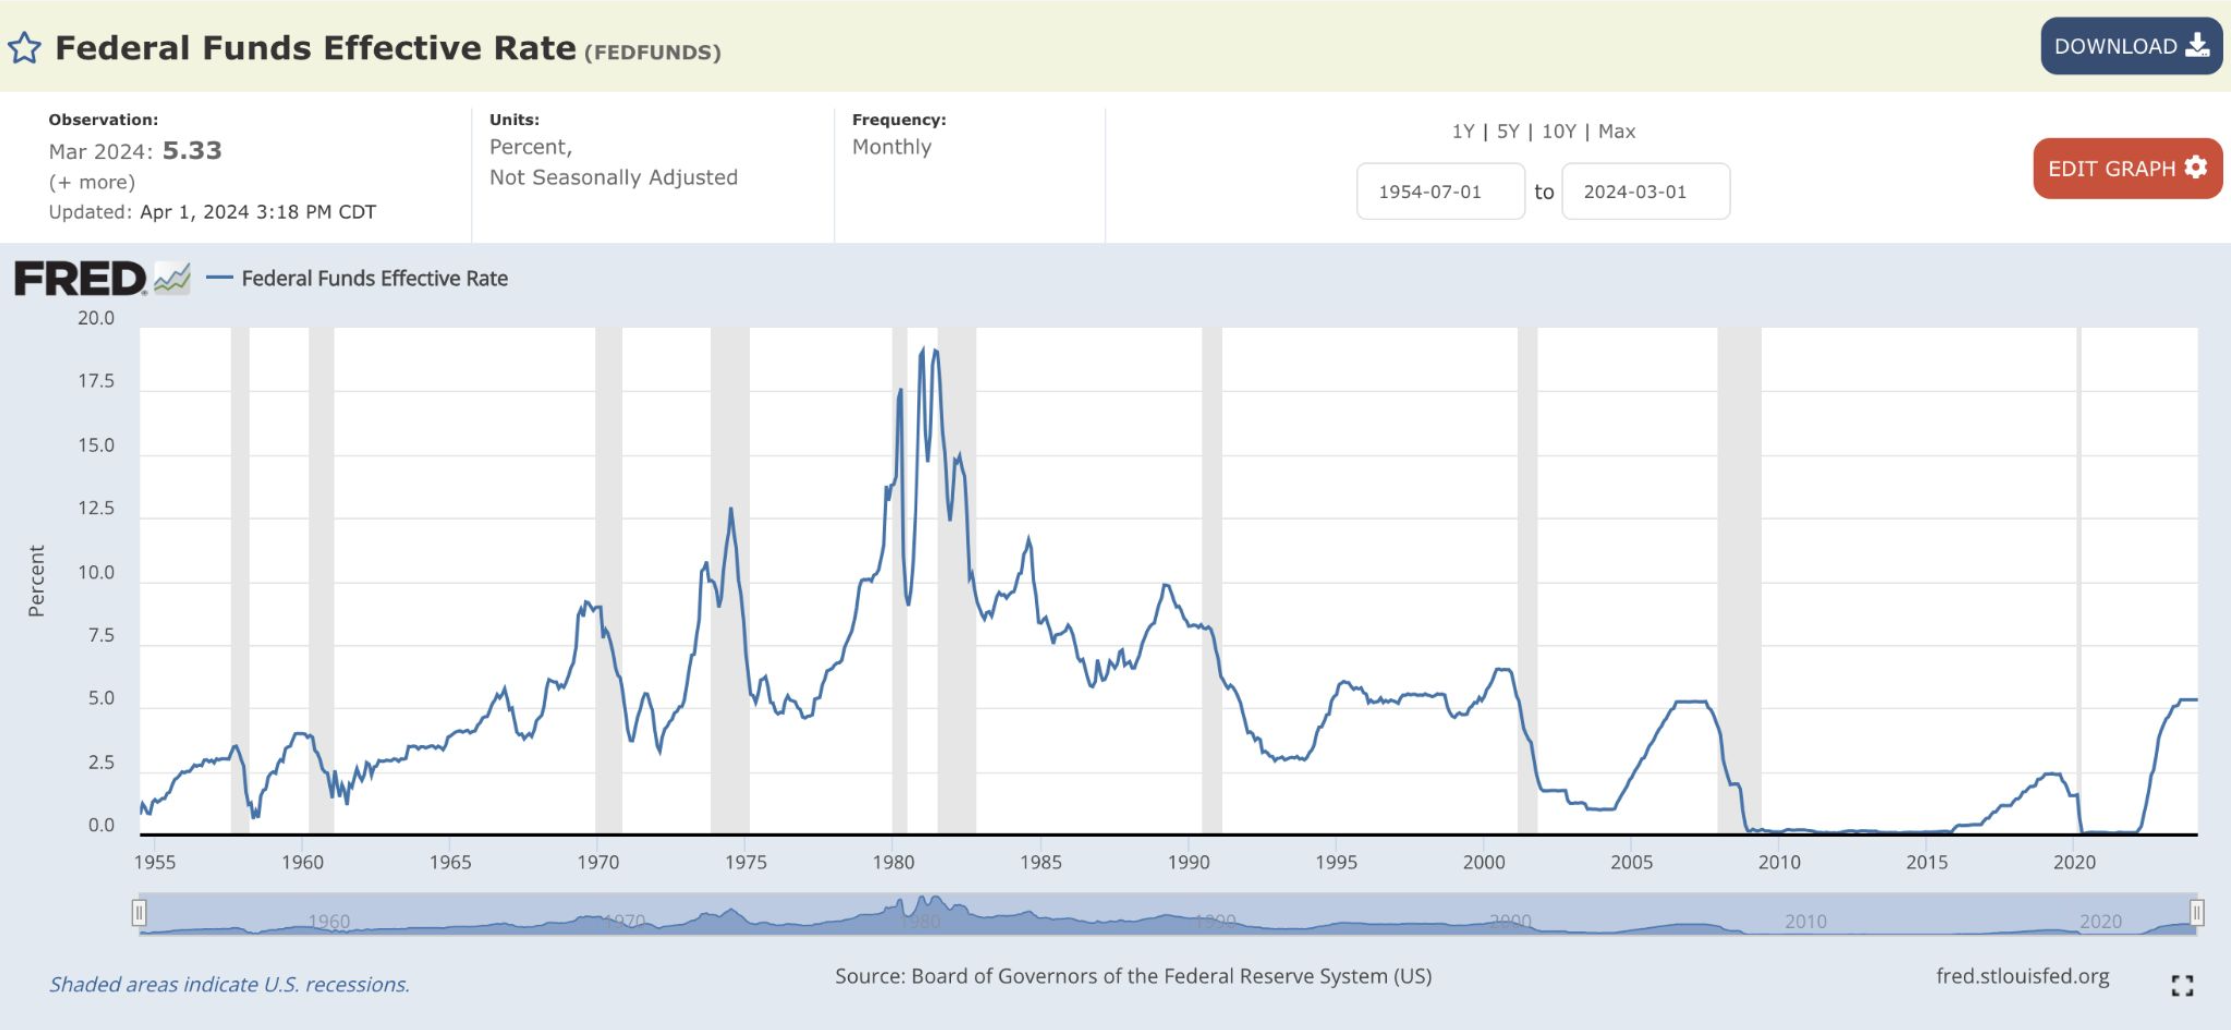 Federal Funds Effective Rate (FEDFUNDS)
DOWNLOAD
Observation:
Mar 2024: 5.33
(+ more)
Updated: Apr 1, 2024 3:18 PM CDT
Units:
Percent,
Not Seasonally Adjusted
Frequency:
Monthly
1Y | 5Y | 10Y | Max
1954-07-01 to 2024-03-01
EDIT GRAPH
FRED® Federal Funds Effective Rate
Percent
20.0
17.5
15.0
12.5
10.0
7.5
5.0
2.5
0.0
1955 1960 1965 1970 1975 1980 1985 1990 1995 2000 2005 2010 2015 2020
1960 1970 1980 1990 2000 2010 2020
Shaded areas indicate U.S. recessions.
Source: Board of Governors of the Federal Reserve System (US)
fred.stlouisfed.org